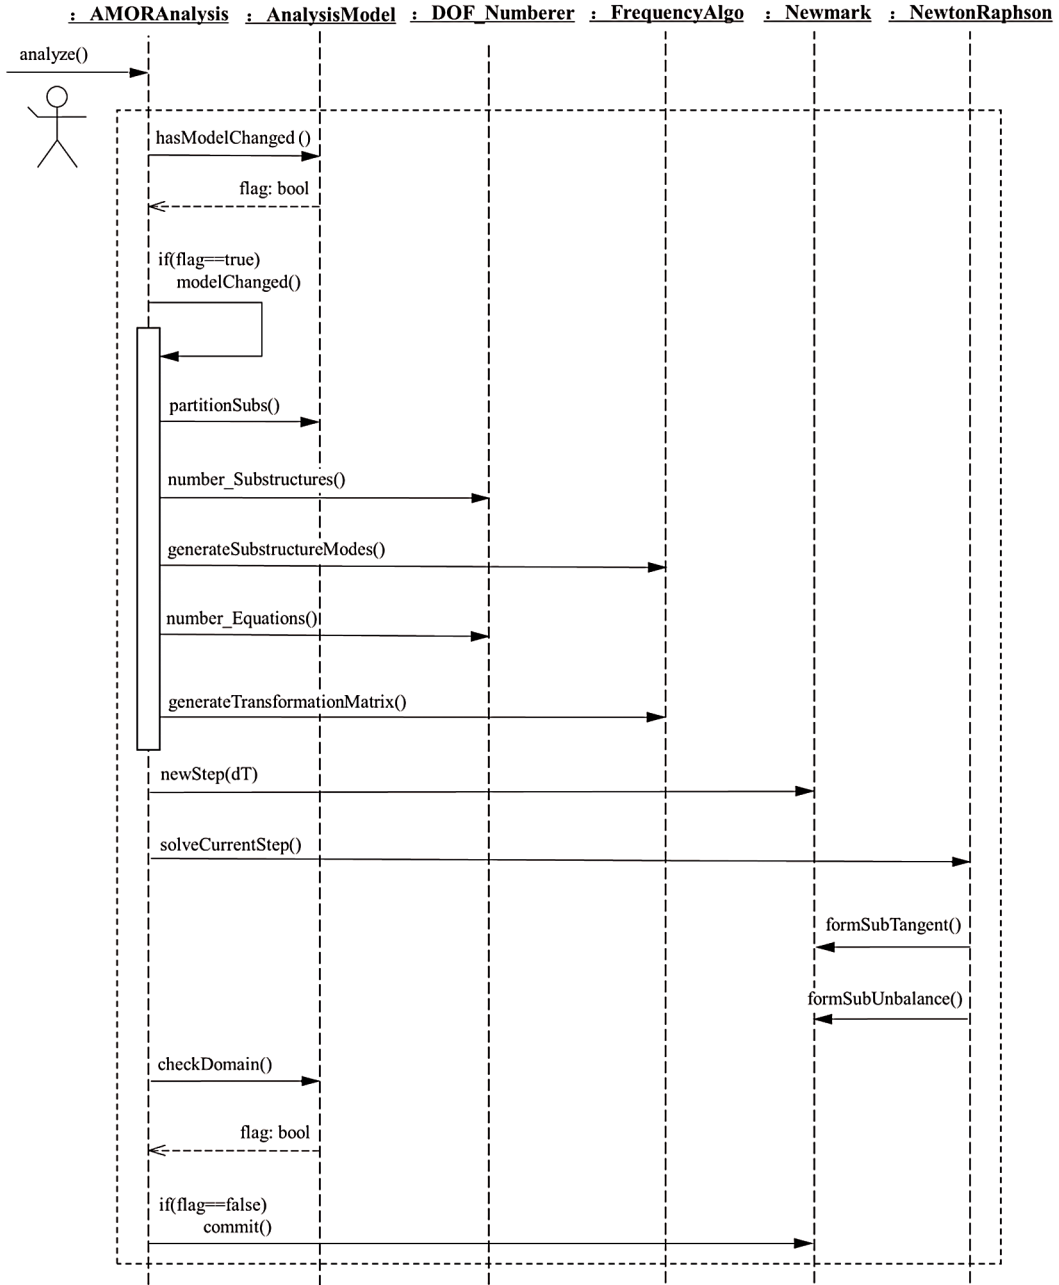 : AMORAnalysis : AnalysisModel : DOF_Numberer : FrequencyAlgo : Newmark : NewtonRaphson
analyze()
hasModelChanged ()
flag: bool
if(flag==true)
modelChanged()
partitionSubs()
number_Substructures()
generateSubstructureModes()
number_Equations()
generateTransformationMatrix()
newStep(dT)
solveCurrentStep()
formSubTangent()
formSubUnbalance()
checkDomain()
flag: bool
if(flag==false)
commit()